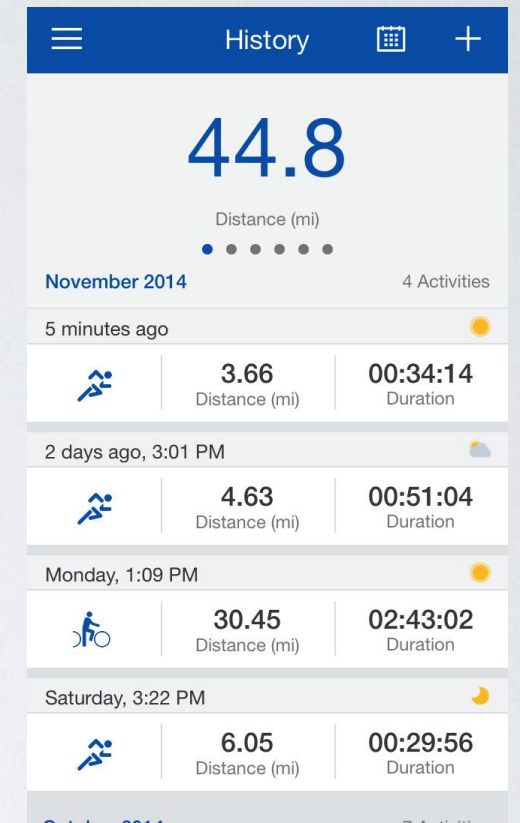 History
44.8
Distance (mi)
November 2014 4 Activities
5 minutes ago
3.66 00:34:14
Distance (mi) Duration
2 days ago, 3:01 PM
4.63 00:51:04
Distance (mi) Duration
Monday, 1:09 PM
30.45 02:43:02
Distance (mi) Duration
Saturday, 3:22 PM
6.05 00:29:56
Distance (mi) Duration